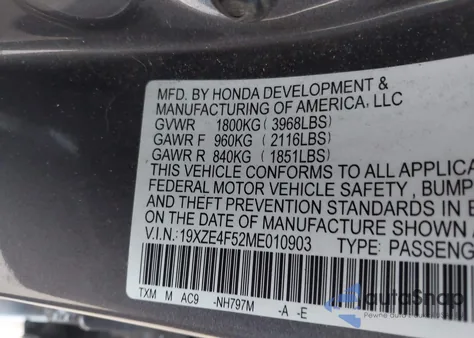 MFD. BY HONDA DEVELOPMENT &
MANUFACTURING OF AMERICA, LLC
GVWR 1800KG (3968LBS)
GAWR F 960KG (2116LBS)
GAWR R 840KG (1851LBS)
THIS VEHICLE CONFORMS TO ALL APPLICA
FEDERAL MOTOR VEHICLE SAFETY, BUMP
AND THEFT PREVENTION STANDARDS IN E
ON THE DATE OF MANUFACTURE SHOWN A
V.I.N.:19XZE4F52ME010903 TYPE: PASSENG
TXM M AC9 -NH797M -A -E
autoSnap